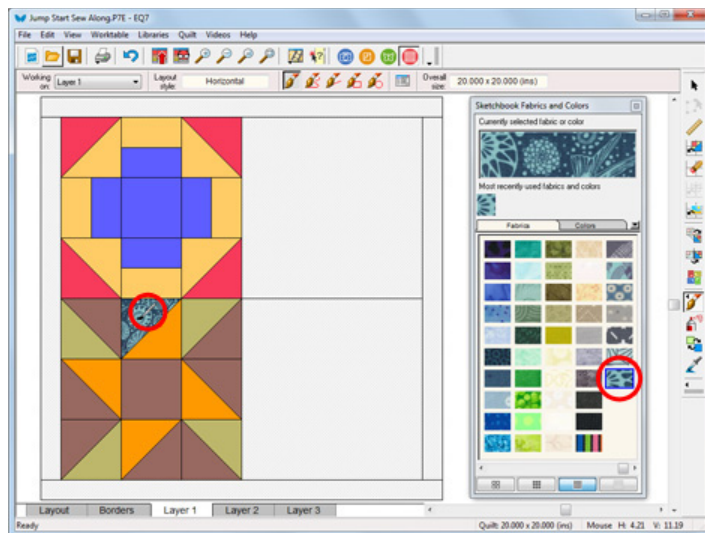 Jump Start Sew Along.P7E - EQ7
File Edit View Worktable Libraries Quilt Videos Help
Working on: Layer 1 Layout style: Horizontal Overall size: 20.000 x 20.000 (ins)
Sketchbook Fabrics and Colors
Currently selected fabric or color
Most recently used fabrics and colors
Fabrics Colors
Layout Borders Layer 1 Layer 2 Layer 3
Ready Quilt: 20.000 x 20.000 (ins) Mouse H: 4.21 V: 11.19